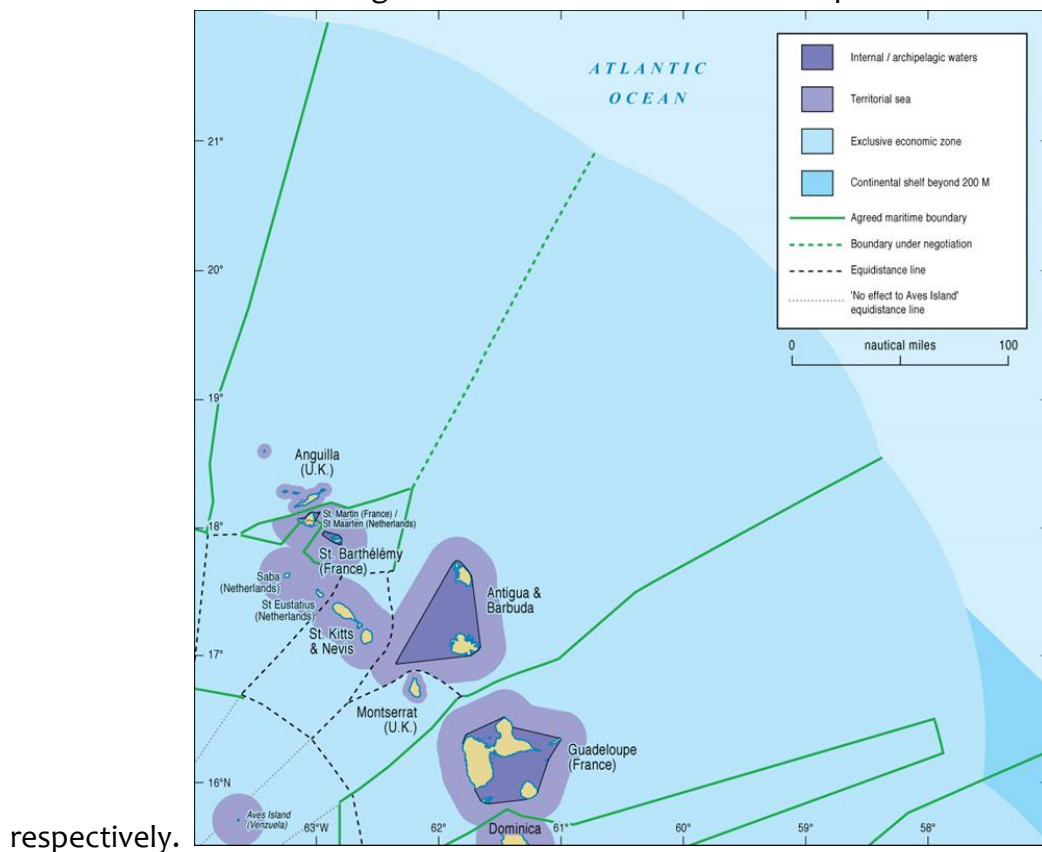 ATLANTIC
OCEAN
Internal / archipelagic waters
Territorial sea
Exclusive economic zone
Continental shelf beyond 200 M
Agreed maritime boundary
Boundary under negotiation
Equidistance line
'No effect to Aves Island'
equidistance line
0 nautical miles 100
21°
20°
19°
18°
17°
16°N
Anguilla
(U.K.)
St. Martin (France) /
St Maarten (Netherlands)
St. Barthélémy
(France)
Saba
(Netherlands)
St Eustatius
(Netherlands)
St. Kitts
& Nevis
Antigua &
Barbuda
Montserrat
(U.K.)
Guadeloupe
(France)
Aves Island
(Venzuela)
Dominica
63°W 62° 61° 60° 59° 58°
respectively.